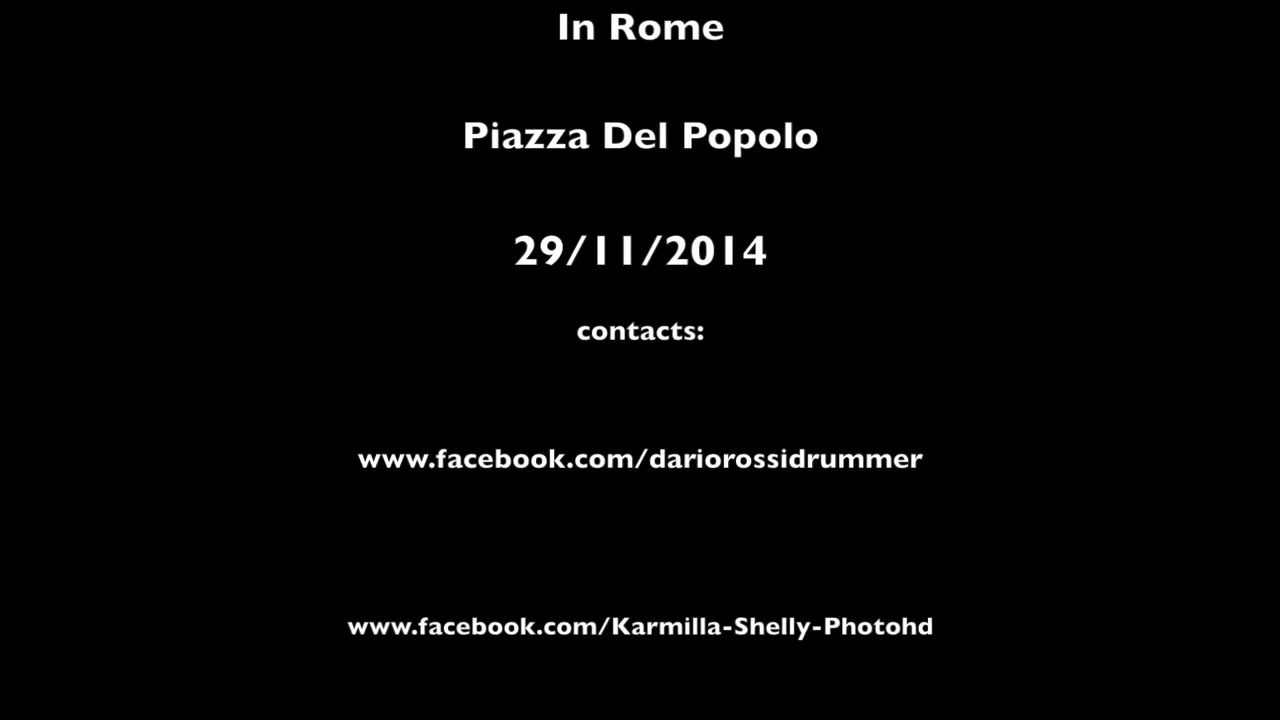 In Rome
Piazza Del Popolo
29/11/2014
contacts:
www.facebook.com/dariorossidrummer
www.facebook.com/Karmilla-Shelly-Photohd